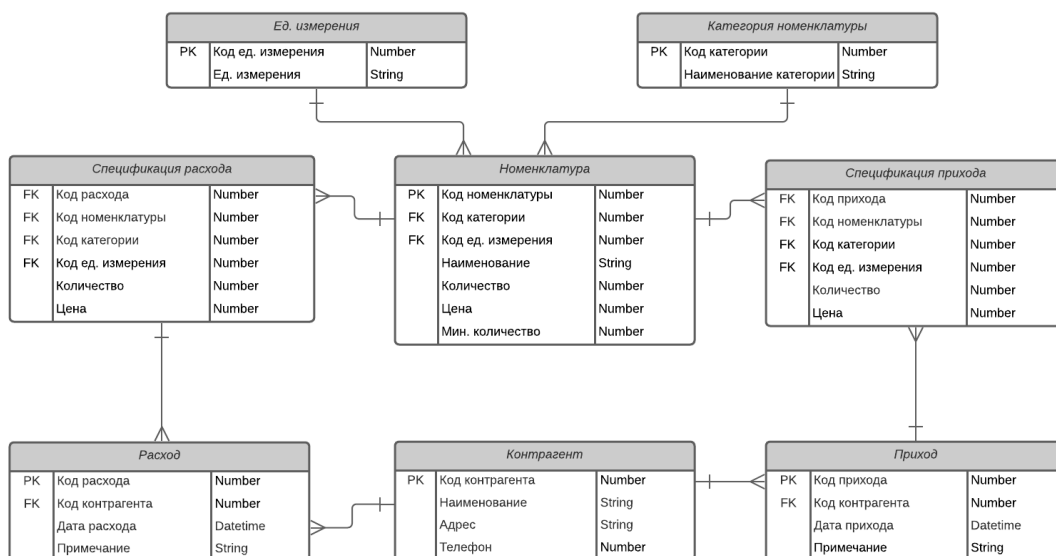 Ед. измерения
PK Код ед. измерения Number
Ед. измерения String
Категория номенклатуры
PK Код категории Number
Наименование категории String
Спецификация расхода
FK Код расхода Number
FK Код номенклатуры Number
FK Код категории Number
FK Код ед. измерения Number
Количество Number
Цена Number
Номенклатура
PK Код номенклатуры Number
FK Код категории Number
FK Код ед. измерения Number
Наименование String
Количество Number
Цена Number
Мин. количество Number
Спецификация прихода
FK Код прихода Number
FK Код номенклатуры Number
FK Код категории Number
FK Код ед. измерения Number
Количество Number
Цена Number
Расход
PK Код расхода Number
FK Код контрагента Number
Дата расхода Datetime
Примечание String
Контрагент
PK Код контрагента Number
Наименование String
Адрес String
Телефон Number
Приход
PK Код прихода Number
FK Код контрагента Number
Дата прихода Datetime
Примечание String